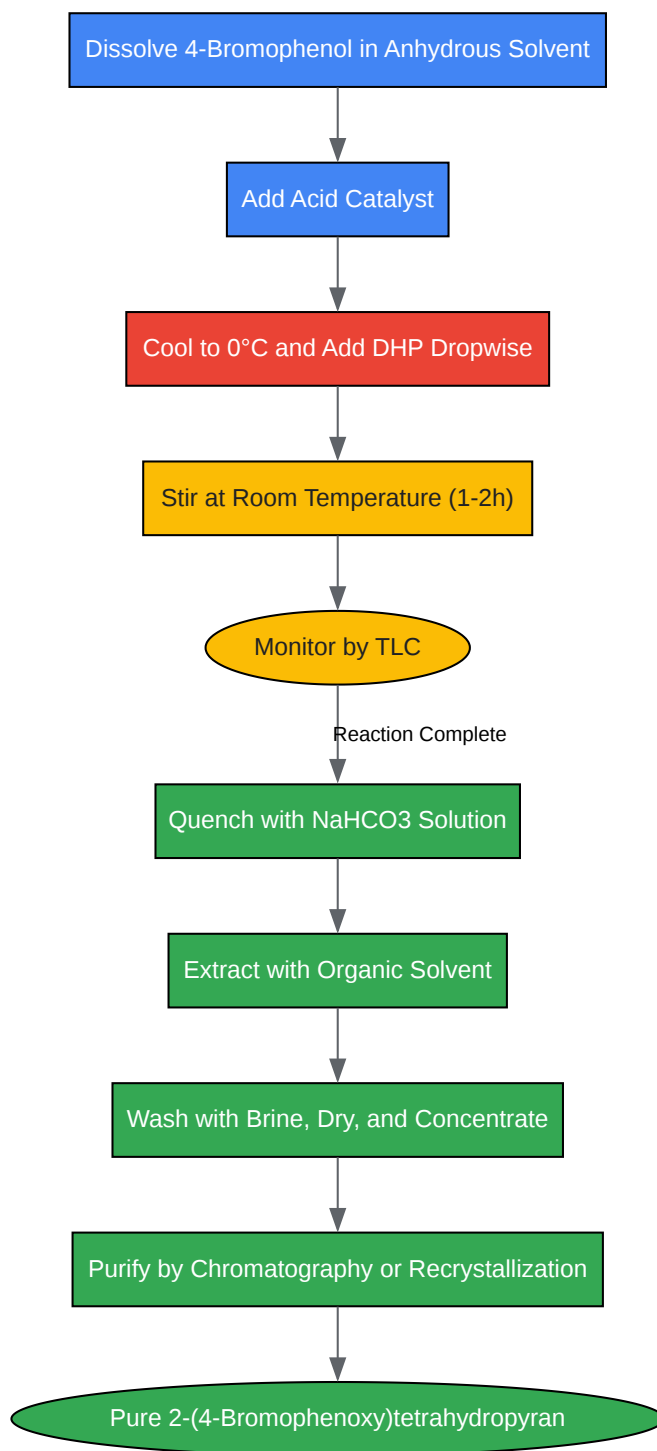 Dissolve 4-Bromophenol in Anhydrous Solvent
Add Acid Catalyst
Cool to 0°C and Add DHP Dropwise
Stir at Room Temperature (1-2h)
Monitor by TLC
Reaction Complete
Quench with NaHCO3 Solution
Extract with Organic Solvent
Wash with Brine, Dry, and Concentrate
Purify by Chromatography or Recrystallization
Pure 2-(4-Bromophenoxy)tetrahydropyran